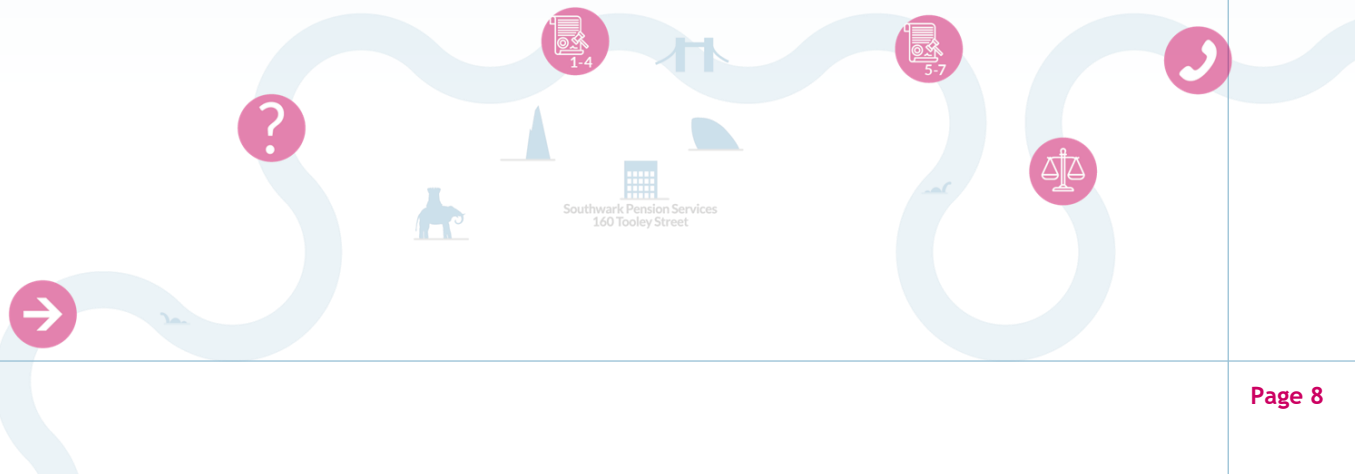 1-4
5-7
?
Southwark Pension Services
160 Tooley Street
Page 8